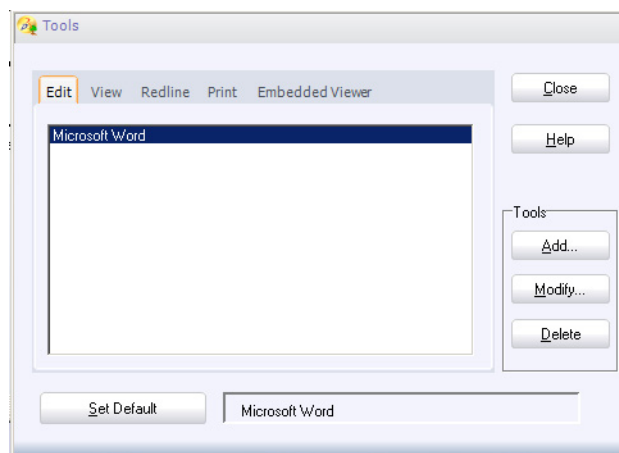 Tools
Edit View Redline Print Embedded Viewer
Microsoft Word
Close
Help
Tools
Add...
Modify...
Delete
Set Default
Microsoft Word